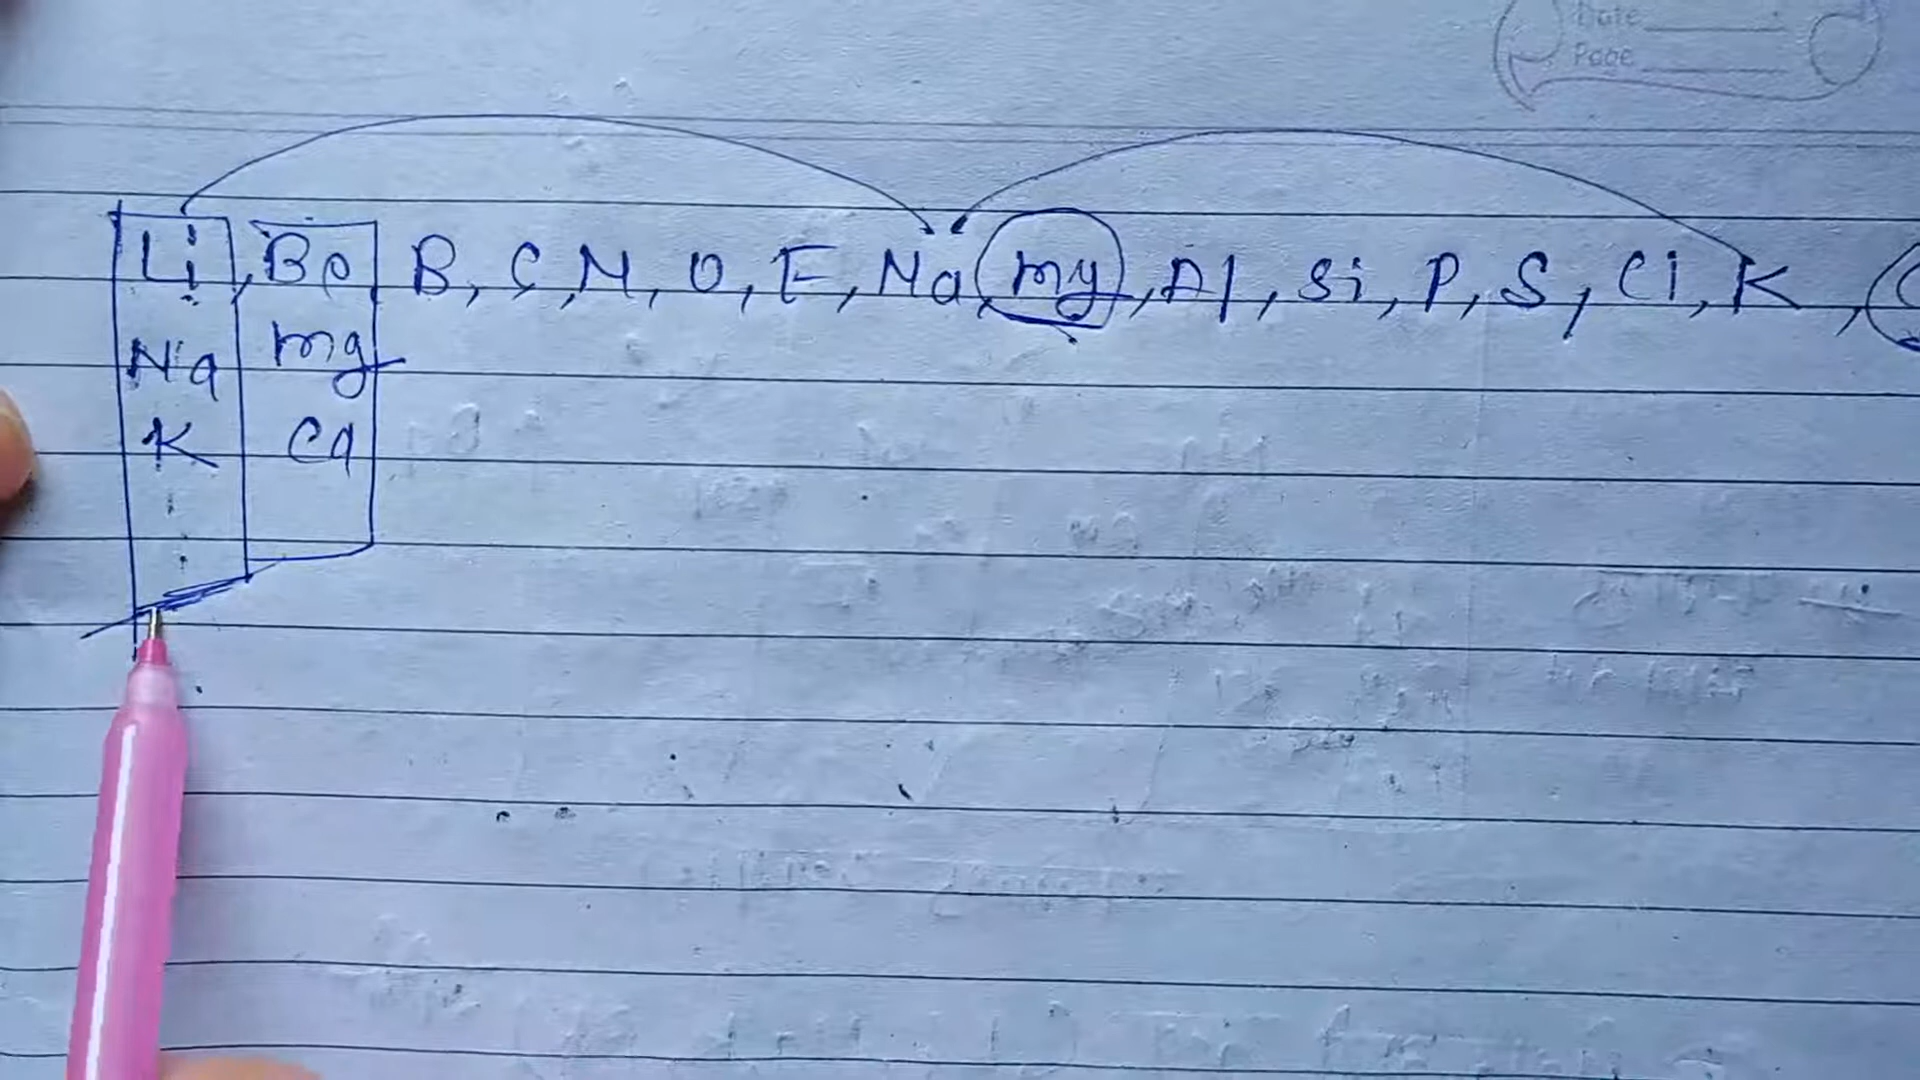 Date
Page
Li, Be B, C, N, O, F, Na, mg, Al, Si, P, S, Cl, K,
Na mg
K Ca